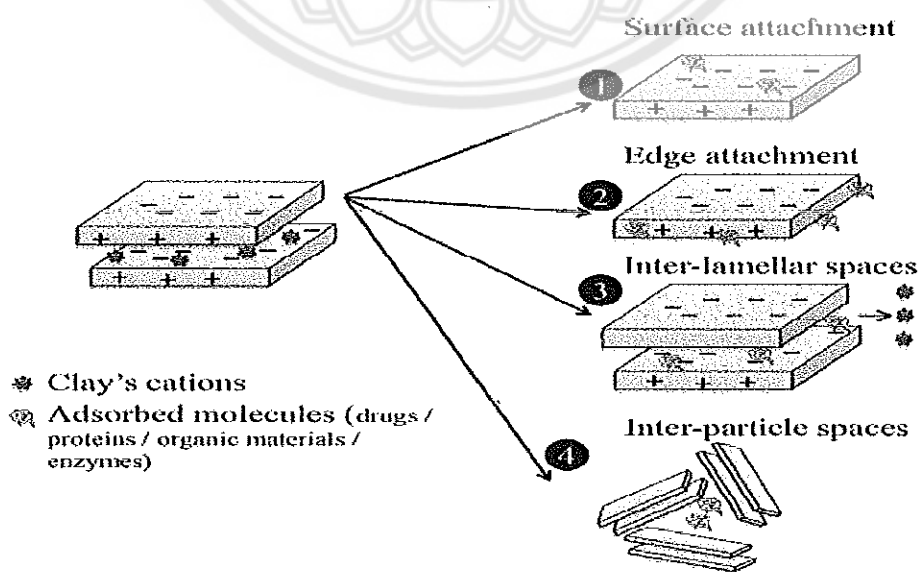 Surface attachment
1
Edge attachment
2
Inter-lamellar spaces
3
Clay's cations
Adsorbed molecules (drugs /
proteins / organic materials /
enzymes)
Inter-particle spaces
4